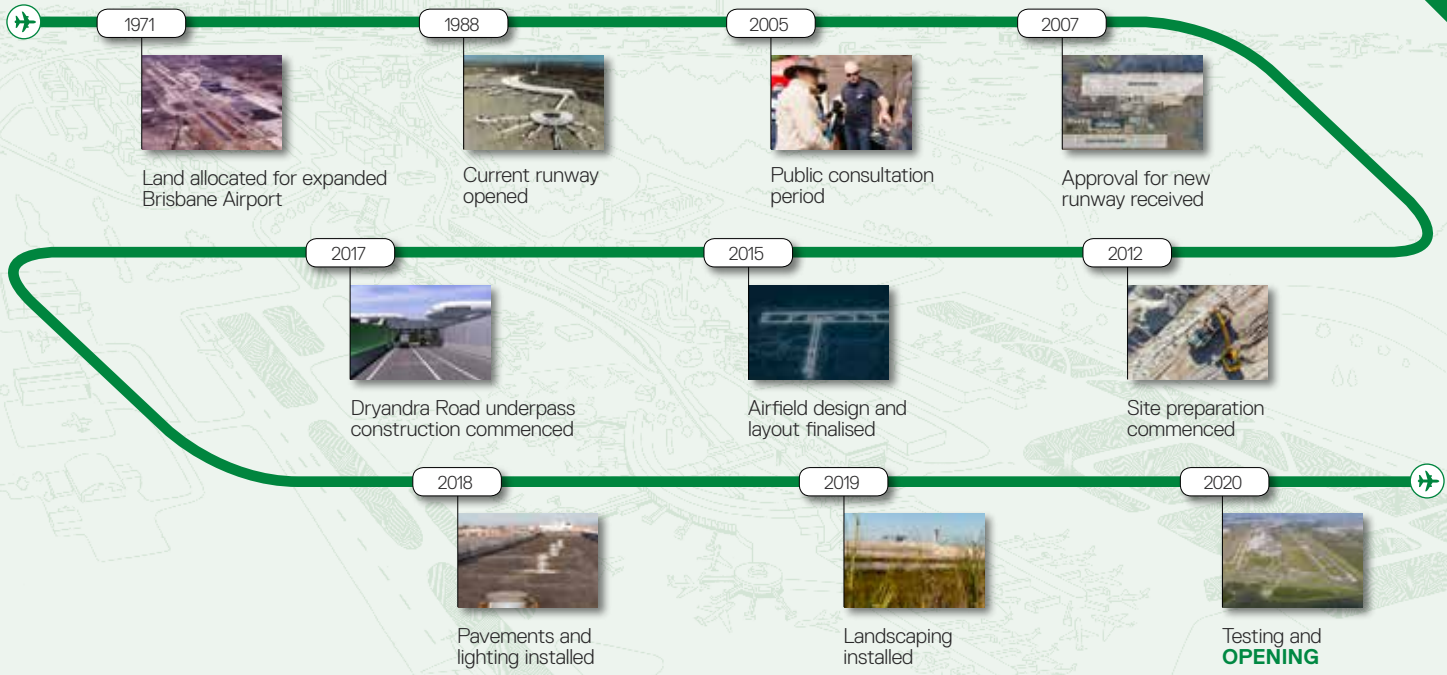 1971
Land allocated for expanded
Brisbane Airport
1988
Current runway
opened
2005
Public consultation
period
2007
Approval for new
runway received
2012
Site preparation
commenced
2015
Airfield design and
layout finalised
2017
Dryandra Road underpass
construction commenced
2018
Pavements and
lighting installed
2019
Landscaping
installed
2020
Testing and
OPENING